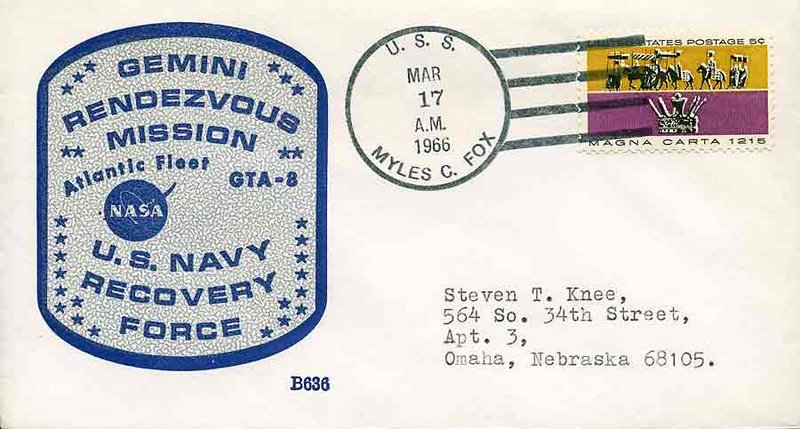 GEMINI
RENDEZVOUS
MISSION
Atlantic Fleet GTA-8
NASA
U.S. NAVY
RECOVERY
FORCE
B636
U. S. S.
MAR
17
A.M.
1966
MYLES C. FOX
STATES POSTAGE 5¢
MAGNA CARTA 1215
Steven T. Knee,
564 So. 34th Street,
Apt. 3,
Omaha, Nebraska 68105.